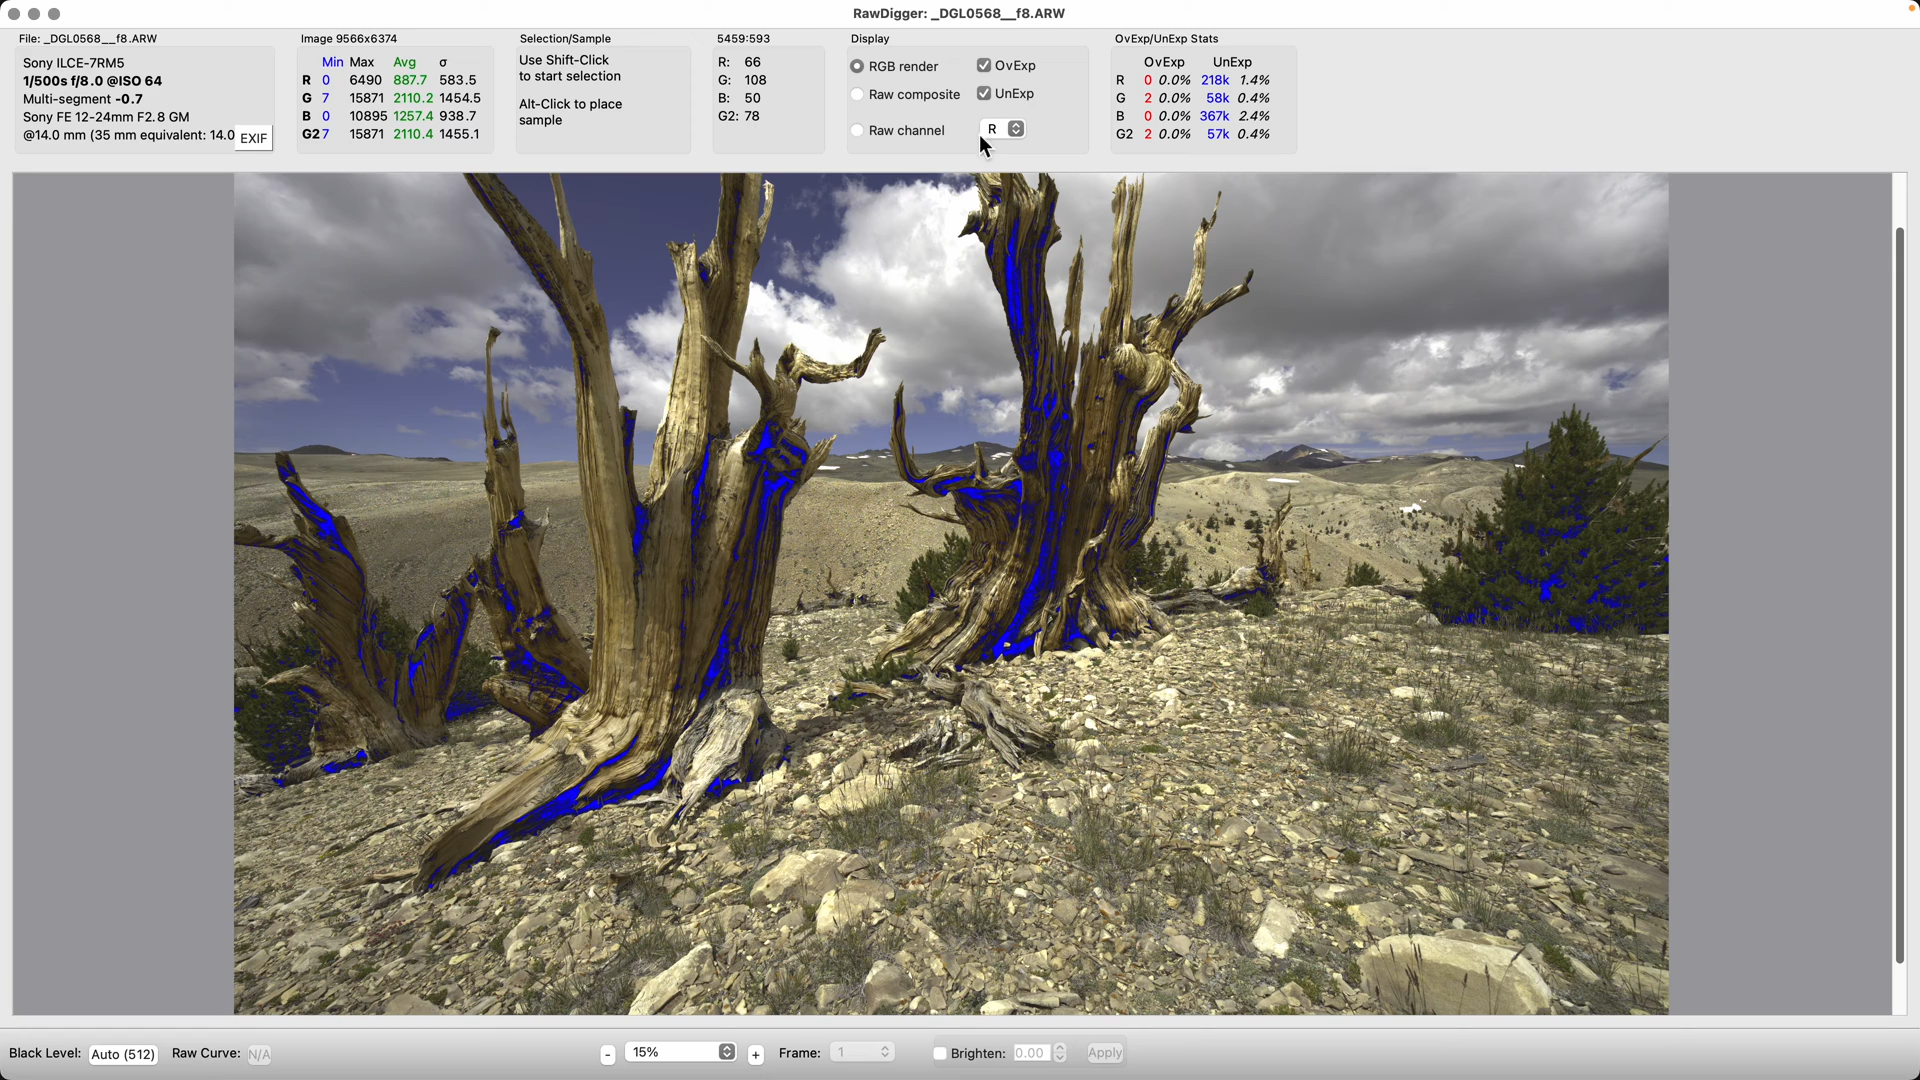 RawDigger: _DGL0568__f8.ARW
File: _DGL0568__f8.ARW
Sony ILCE-7RM5
1/500s f/8.0 @ISO 64
Multi-segment -0.7
Sony FE 12-24mm F2.8 GM
@14.0 mm (35 mm equivalent: 14.0
EXIF
Image 9566x6374
Min Max Avg σ
R 0 6490 887.7 583.5
G 7 15871 2110.2 1454.5
B 0 10895 1257.4 938.7
G2 7 15871 2110.4 1455.1
Selection/Sample
Use Shift-Click
to start selection
Alt-Click to place
sample
5459:593
R: 66
G: 108
B: 50
G2: 78
Display
RGB render OvExp
Raw composite UnExp
Raw channel R
OvExp/UnExp Stats
OvExp UnExp
R 0 0.0% 218k 1.4%
G 2 0.0% 58k 0.4%
B 0 0.0% 367k 2.4%
G2 2 0.0% 57k 0.4%
Black Level: Auto (512) Raw Curve: N/A - 15% + Frame: 1 Brighten: 0.00 Apply